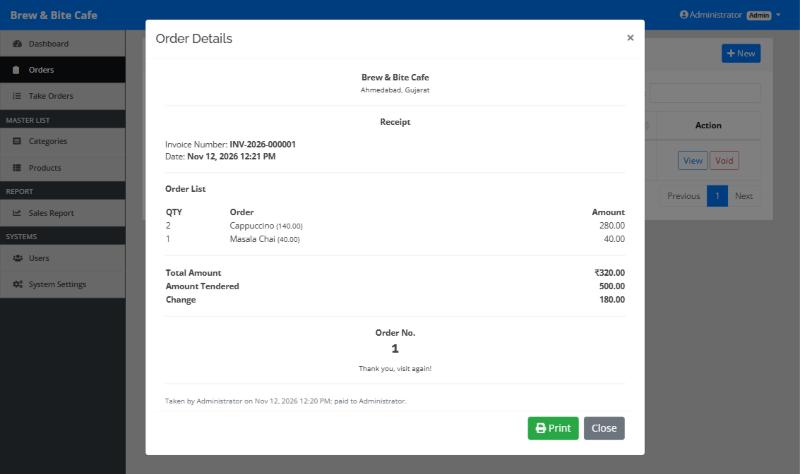 Brew & Bite Cafe
Administrator Admin
Dashboard
Orders
Take Orders
MASTER LIST
Categories
Products
REPORT
Sales Report
SYSTEMS
Users
System Settings
+ New
Action
View Void
Previous 1 Next
Order Details ×
Brew & Bite Cafe
Ahmedabad, Gujarat
Receipt
Invoice Number: INV-2026-000001
Date: Nov 12, 2026 12:21 PM
Order List
QTY Order Amount
2 Cappuccino (140.00) 280.00
1 Masala Chai (40.00) 40.00
Total Amount ₹320.00
Amount Tendered 500.00
Change 180.00
Order No.
1
Thank you, visit again!
Taken by Administrator on Nov 12, 2026 12:20 PM; paid to Administrator.
Print Close